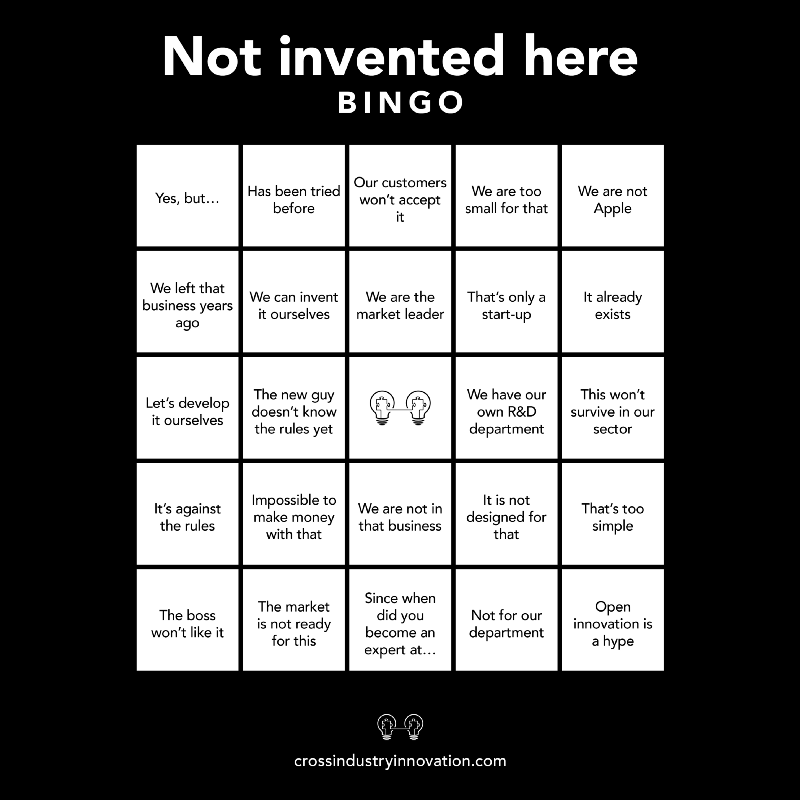 Not invented here
BINGO
Yes, but...
Has been tried
before
Our customers
won't accept
it
We are too
small for that
We are not
Apple
We left that
business years
ago
We can invent
it ourselves
We are the
market leader
That's only a
start-up
It already
exists
Let's develop
it ourselves
The new guy
doesn't know
the rules yet
We have our
own R&D
department
This won't
survive in our
sector
It's against
the rules
Impossible to
make money
with that
We are not in
that business
It is not
designed for
that
That's too
simple
The boss
won't like it
The market
is not ready
for this
Since when
did you
become an
expert at...
Not for our
department
Open
innovation is
a hype
crossindustryinnovation.com